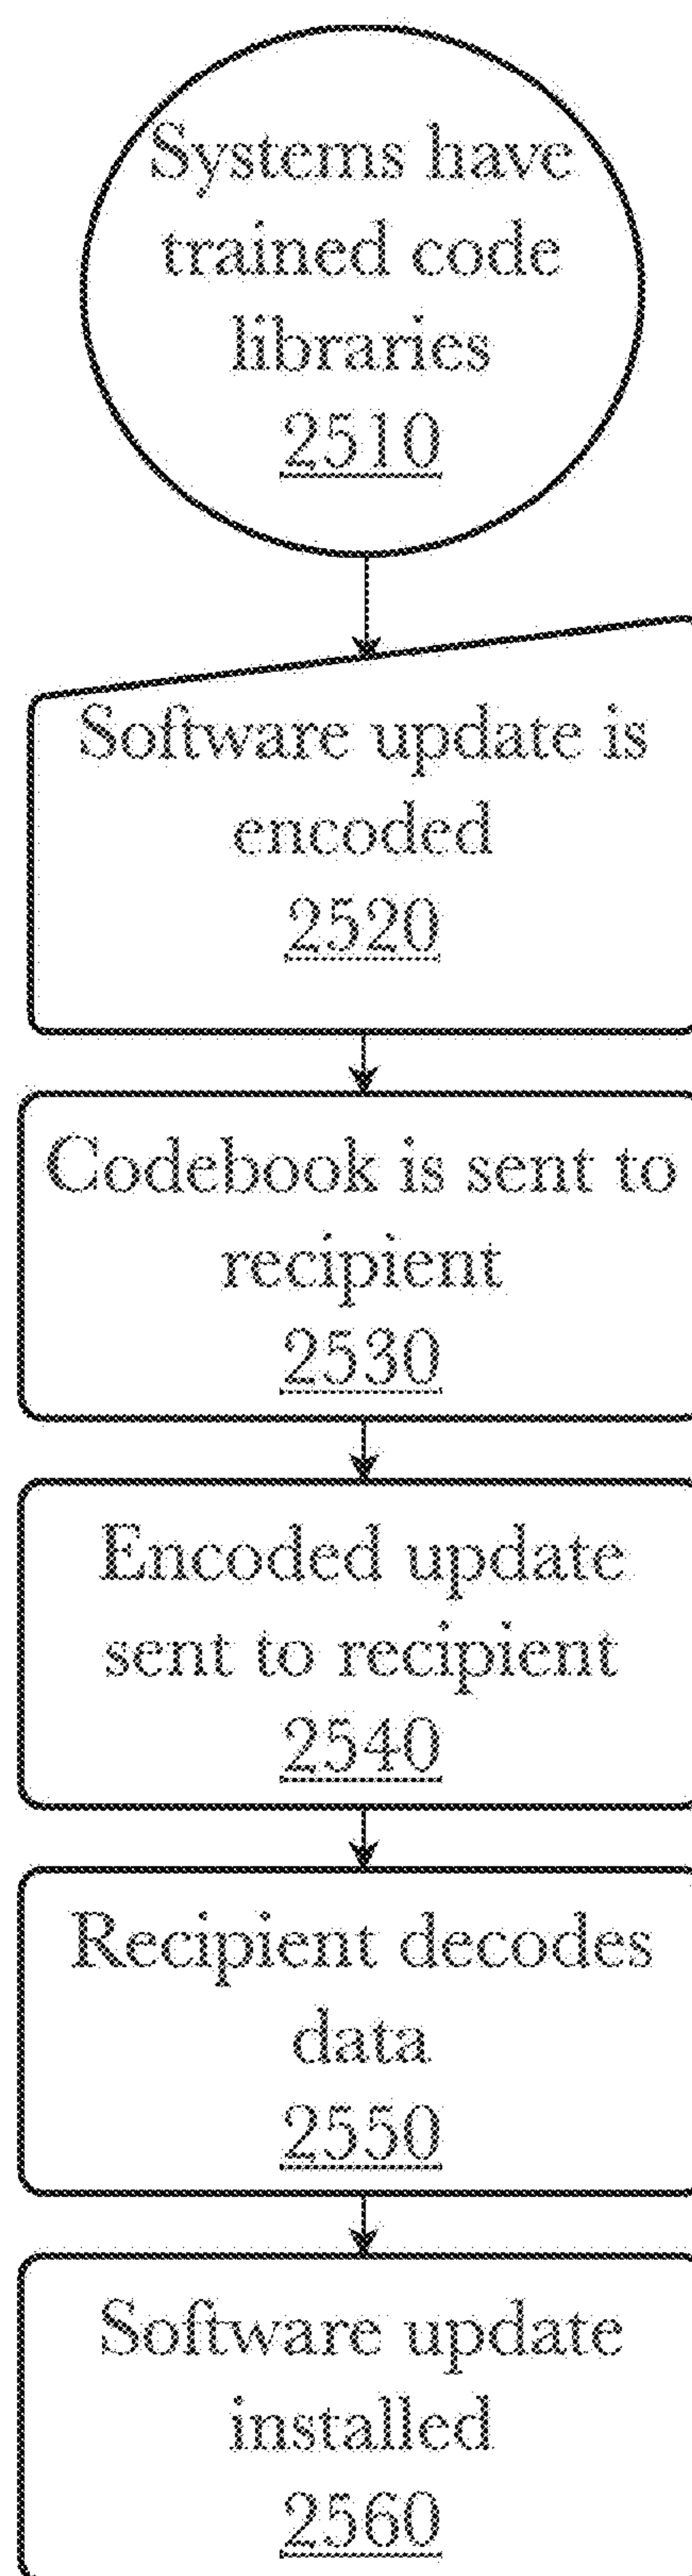 Systems have
trained code
libraries
2510
Software update is
encoded
2520
Codebook is sent to
recipient
2530
Encoded update
sent to recipient
2540
Recipient decodes
data
2550
Software update
installed
2560